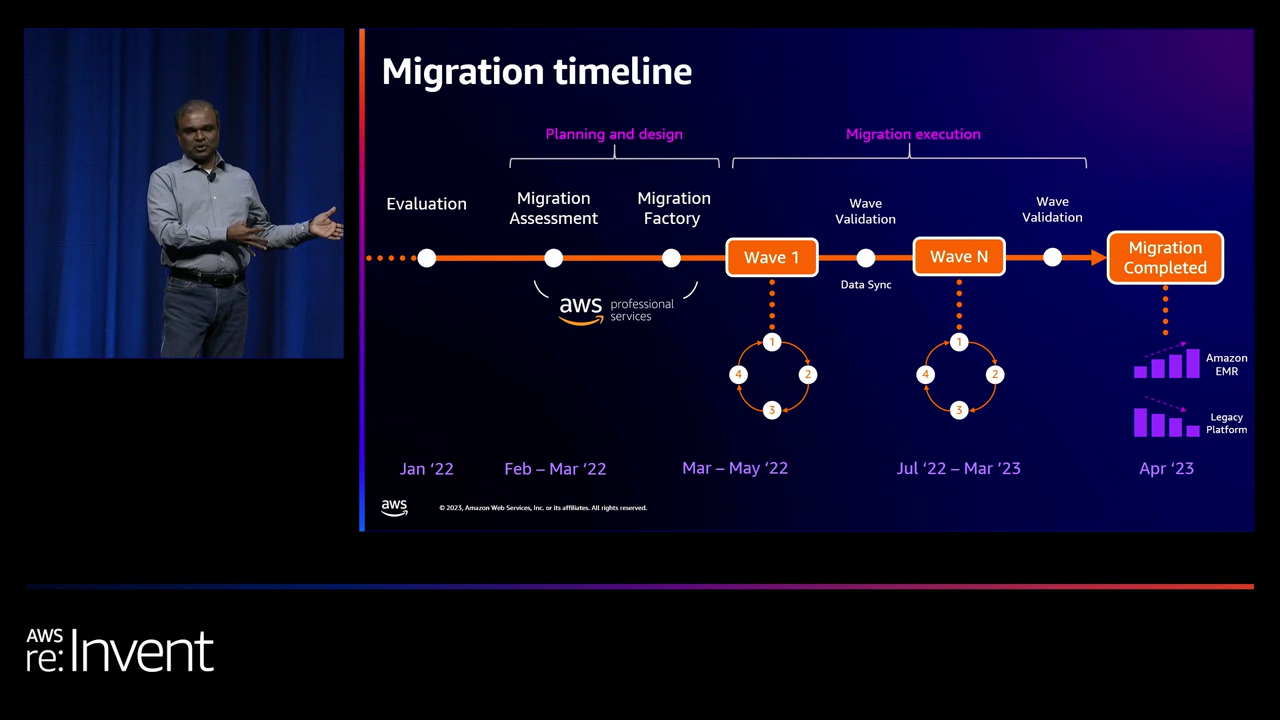 Migration timeline
Planning and design
Migration execution
Evaluation
Migration
Assessment
Migration
Factory
Wave
Validation
Wave
Validation
Wave 1
Wave N
Migration
Completed
Data Sync
aws professional
services
1
2
3
4
1
2
3
4
Amazon
EMR
Legacy
Platform
Jan ‘22
Feb – Mar ‘22
Mar – May ‘22
Jul ‘22 – Mar ‘23
Apr ‘23
aws
© 2023, Amazon Web Services, Inc. or its affiliates. All rights reserved.
AWS
re:Invent